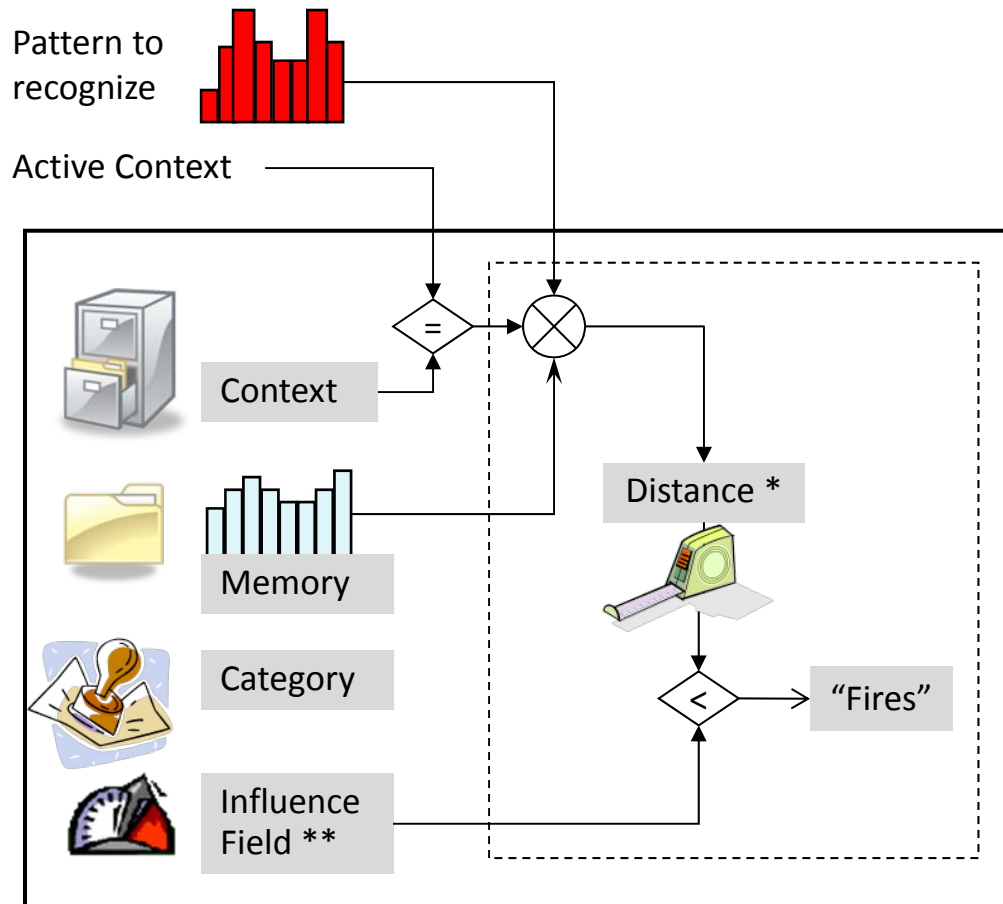 Pattern to
recognize
Active Context
=
Context
Distance *
Memory
Category
<
“Fires”
Influence
Field **